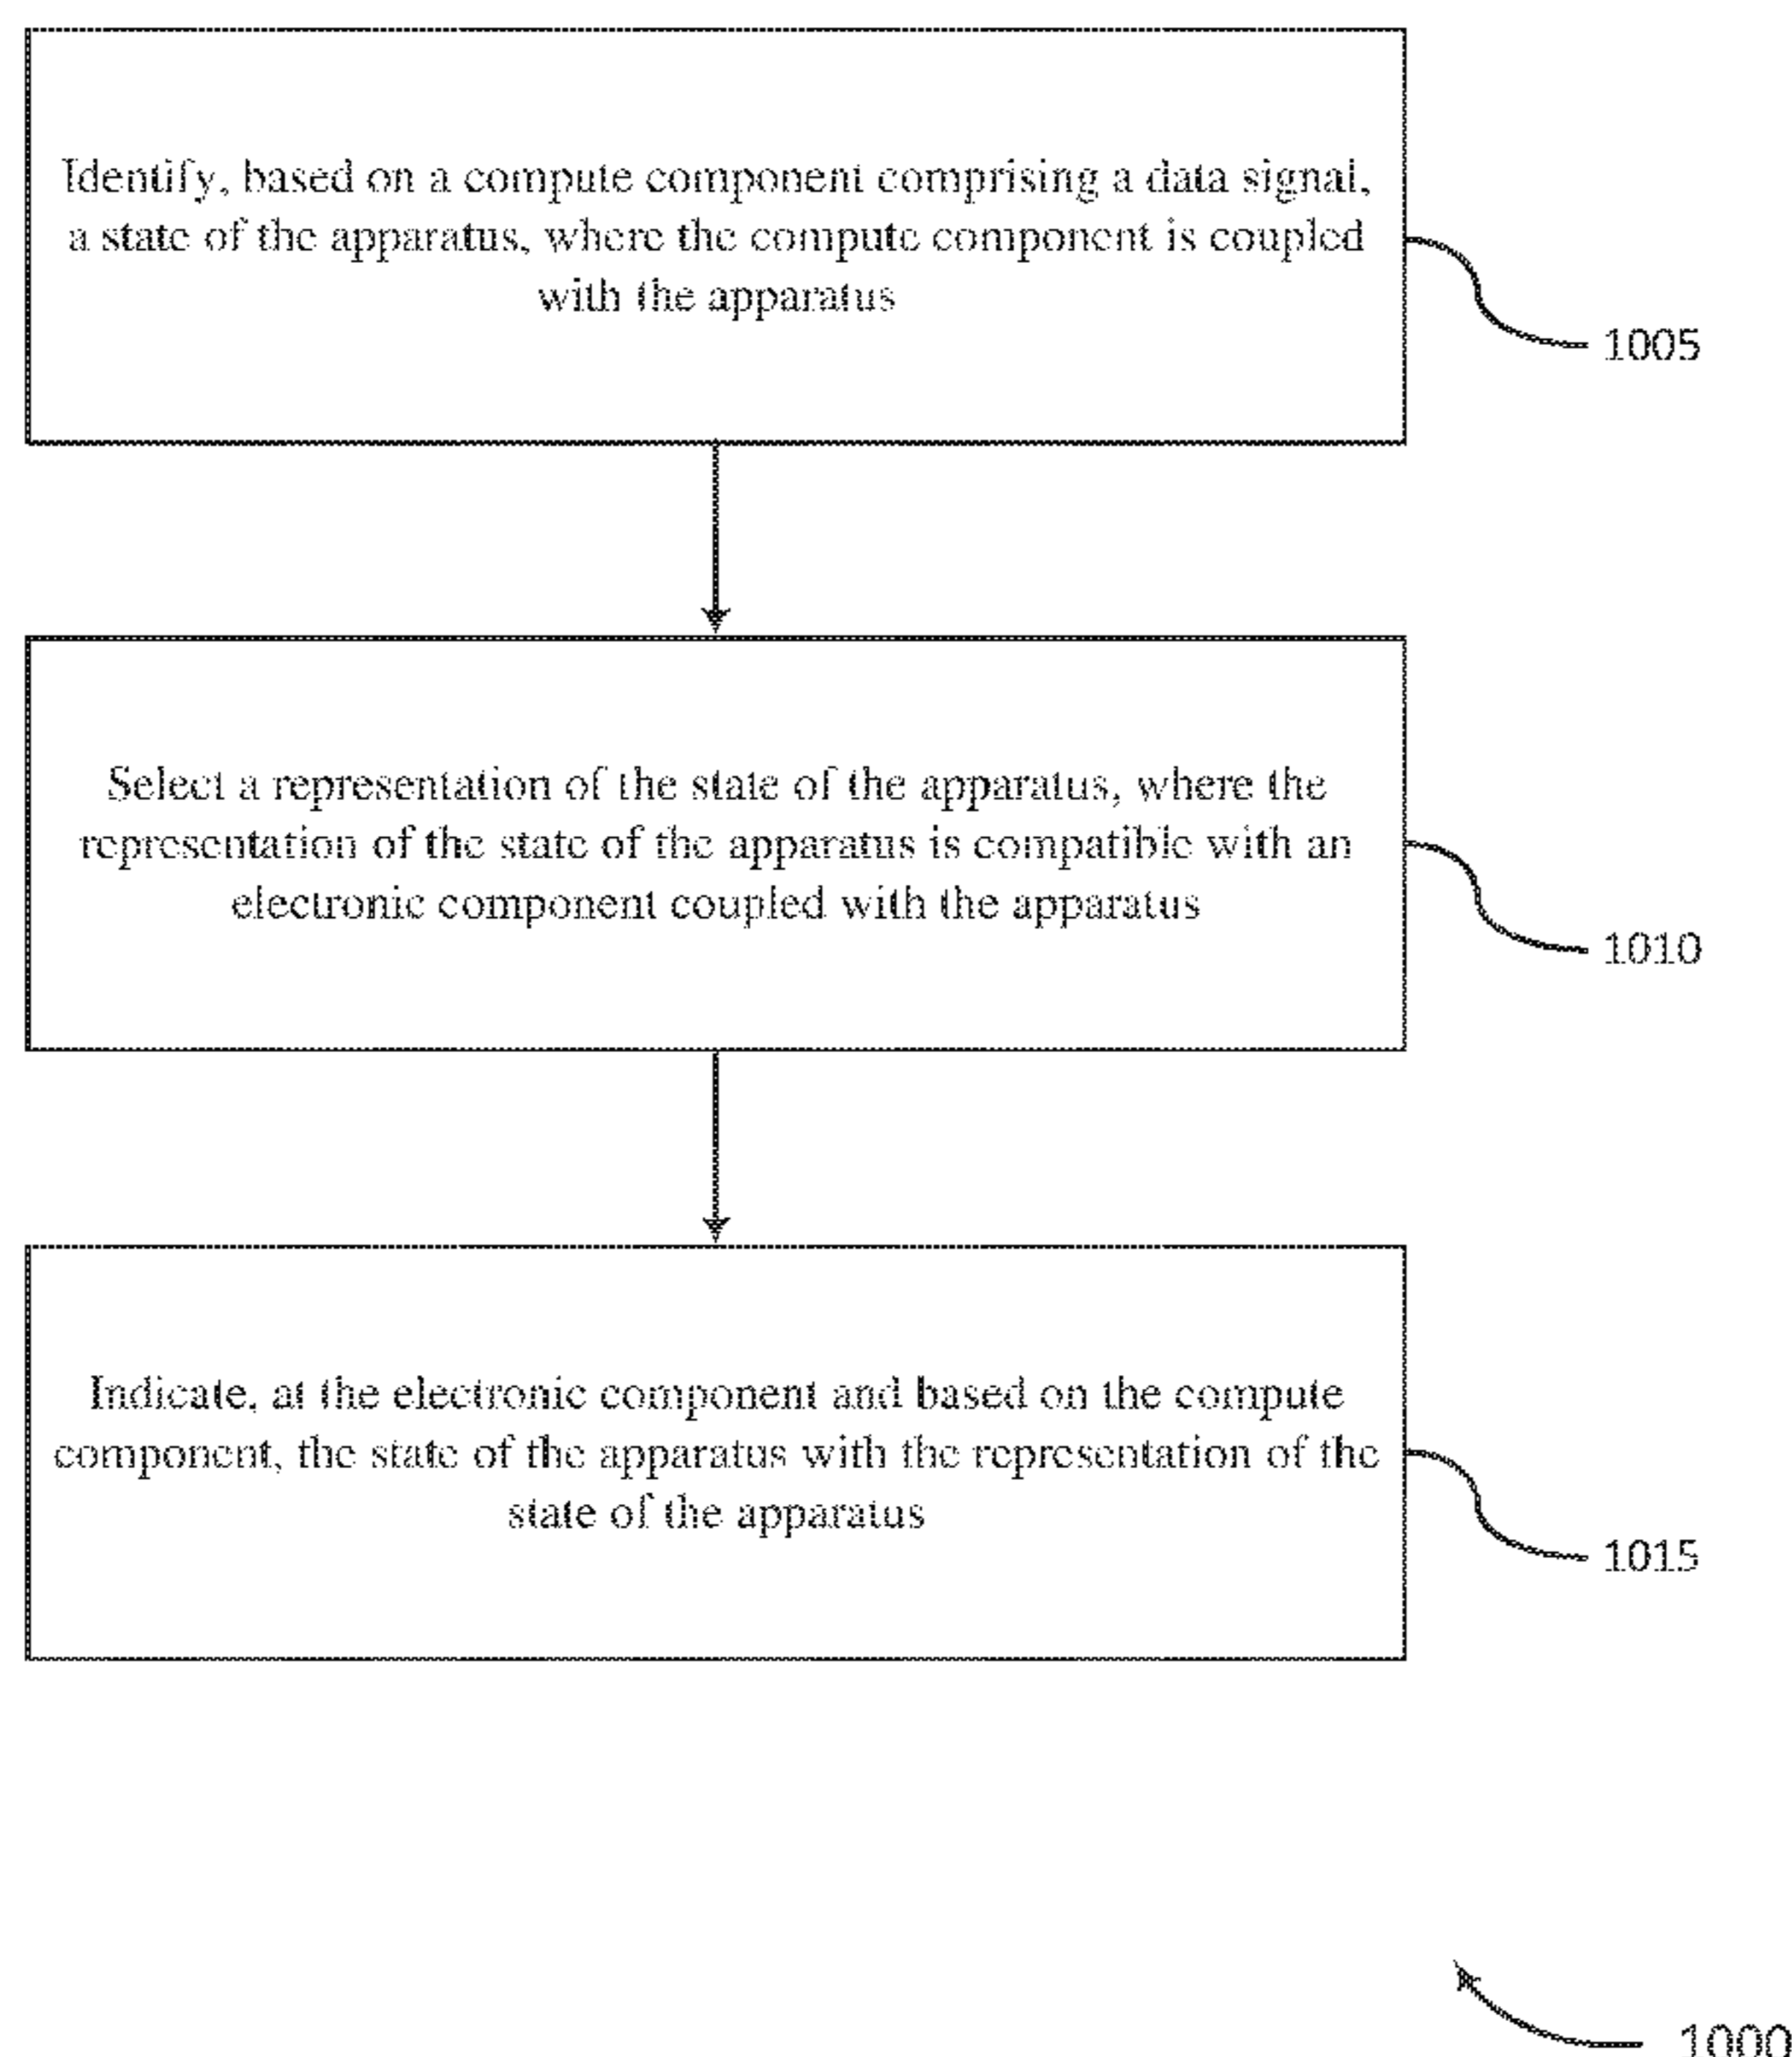 Identify, based on a compute component comprising a data signal,
a state of the apparatus, where the compute component is coupled
with the apparatus
1005
Select a representation of the state of the apparatus, where the
representation of the state of the apparatus is compatible with an
electronic component coupled with the apparatus
1010
Indicate, at the electronic component and based on the compute
component, the state of the apparatus with the representation of the
state of the apparatus
1015
1000